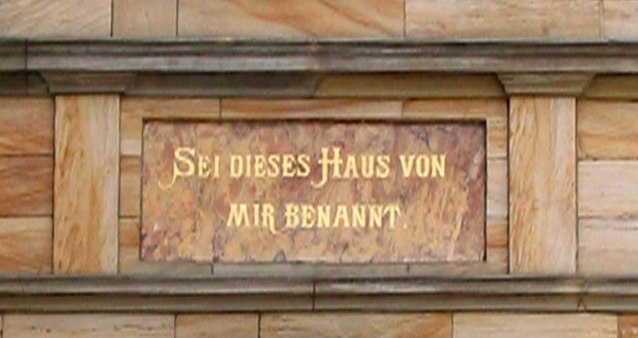 Sei dieses Haus von
mir benannt.